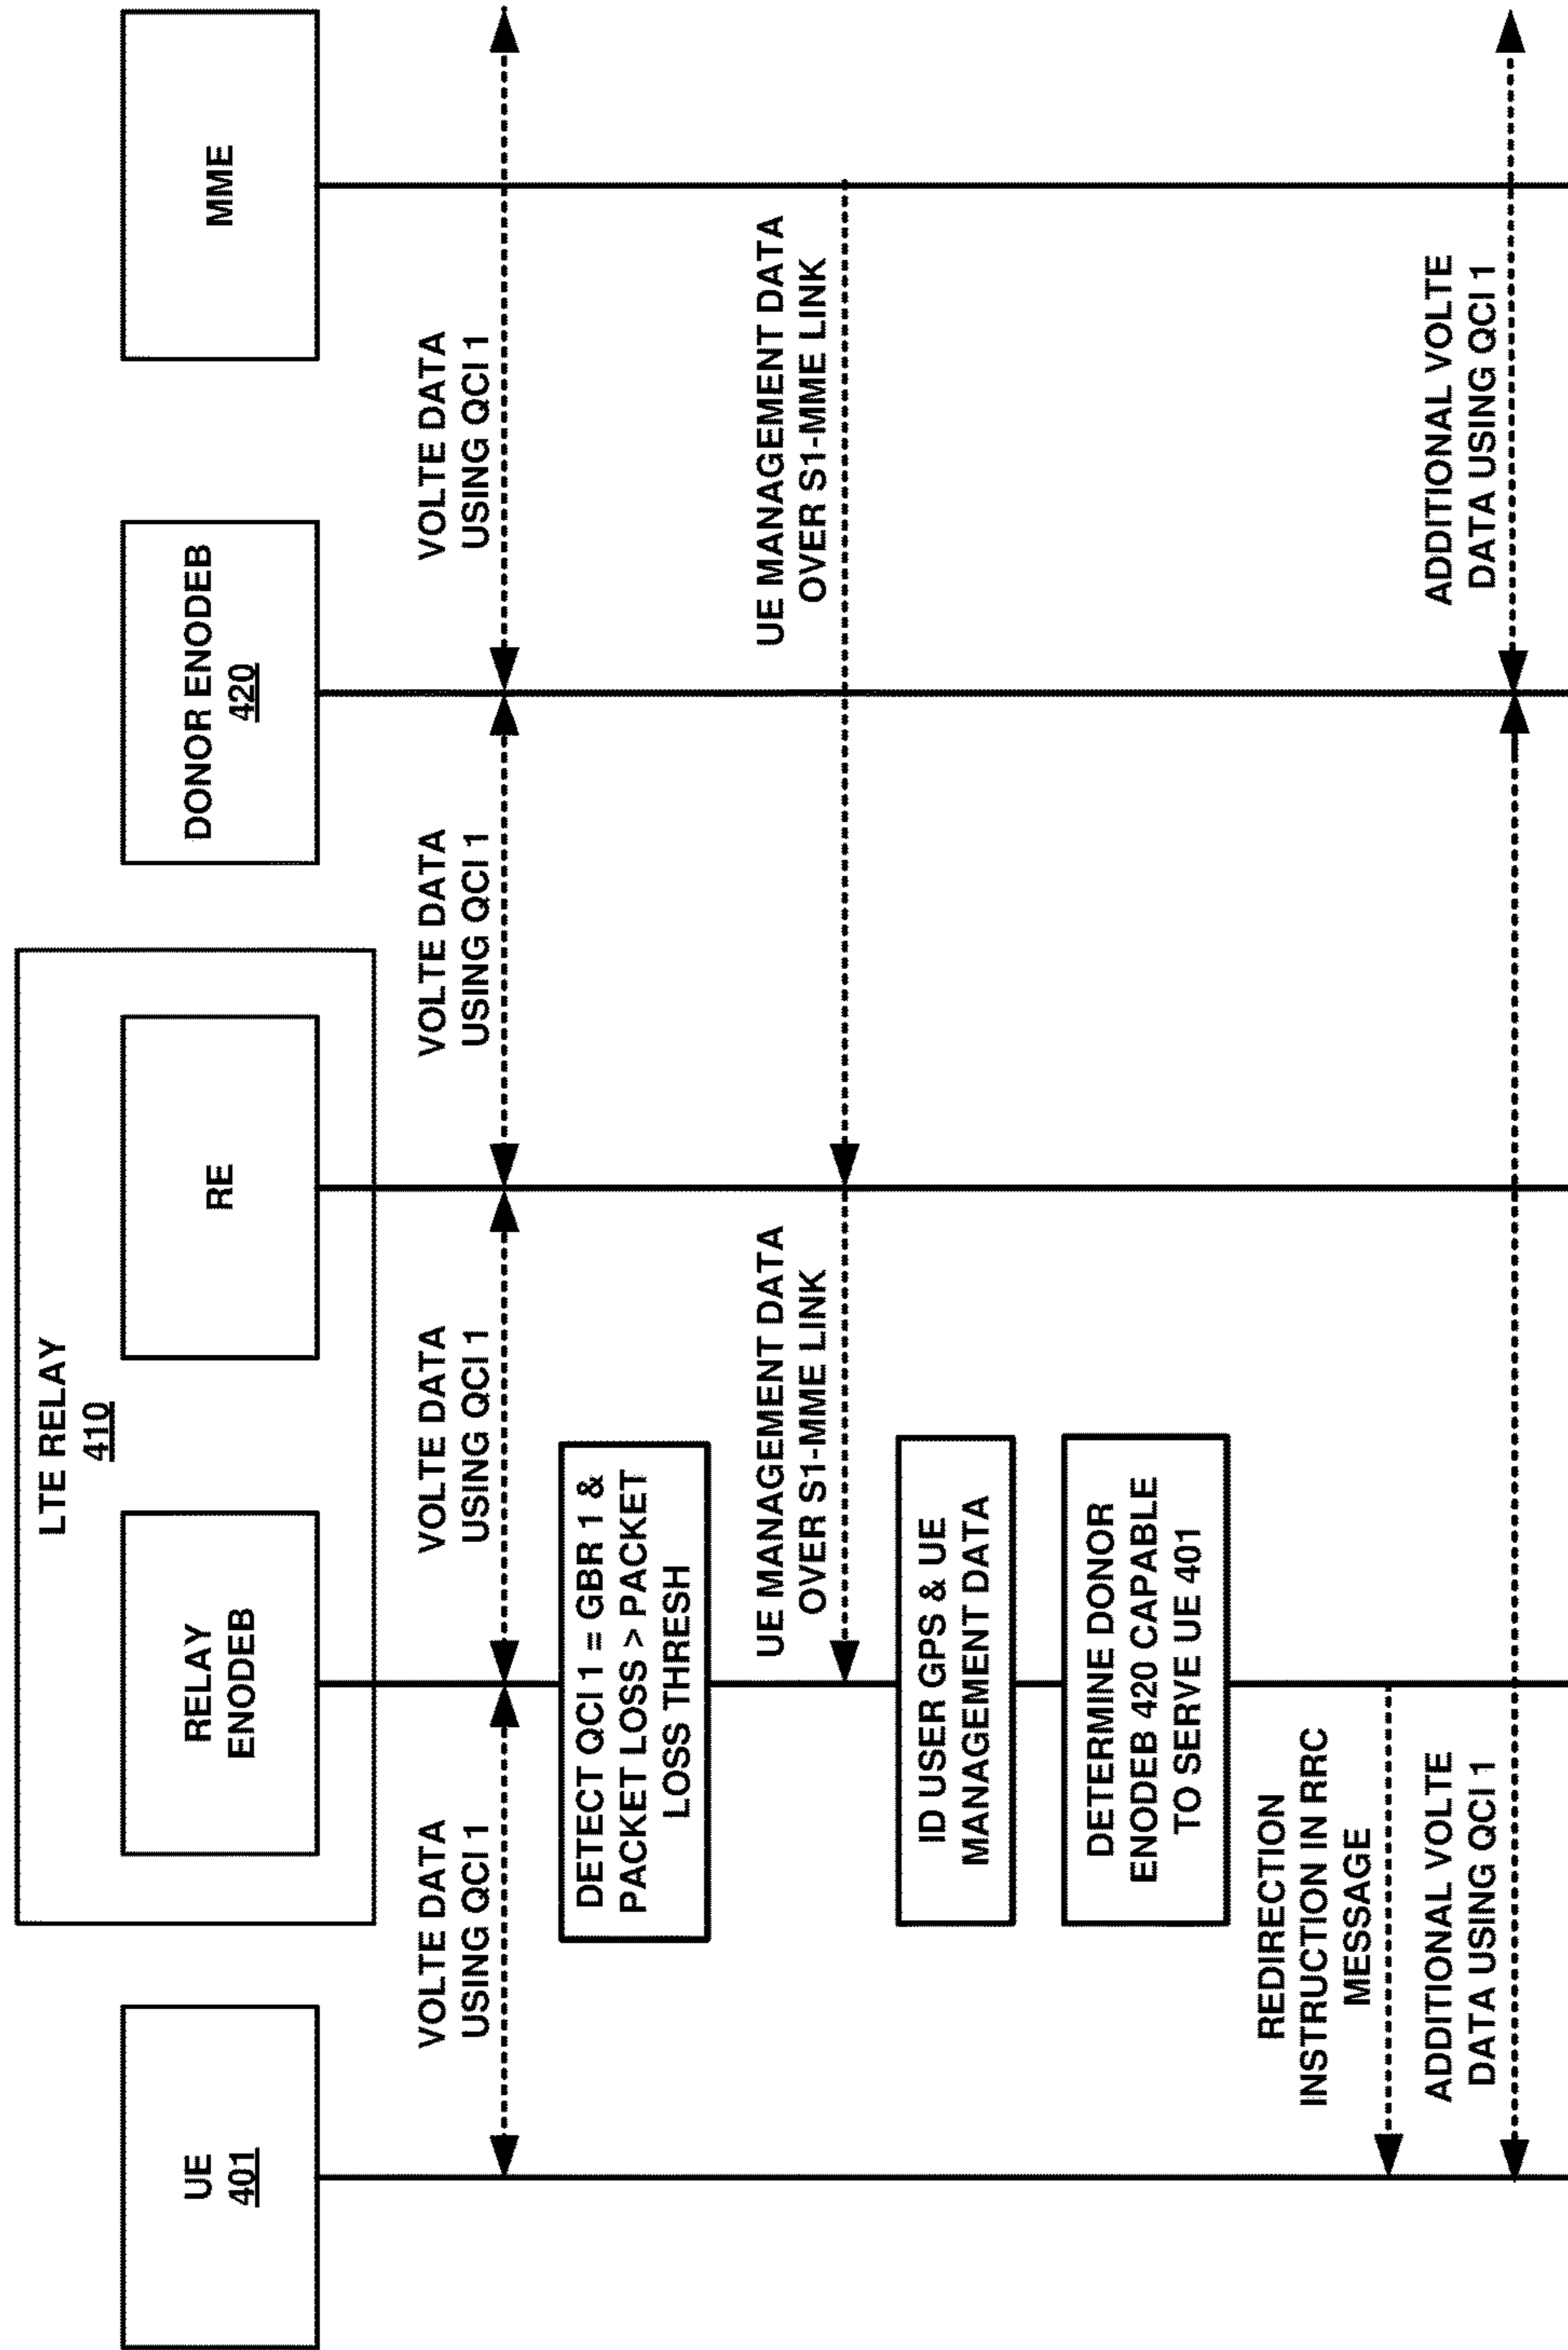 LTE RELAY
410
UE
401
RELAY
ENODEB
RE
DONOR ENODEB
420
MME
VOLTE DATA
USING QCI 1
VOLTE DATA
USING QCI 1
VOLTE DATA
USING QCI 1
VOLTE DATA
USING QCI 1
DETECT QCI 1 = GBR 1 &
PACKET LOSS > PACKET
LOSS THRESH
UE MANAGEMENT DATA
OVER S1-MME LINK
UE MANAGEMENT DATA
OVER S1-MME LINK
ID USER GPS & UE
MANAGEMENT DATA
DETERMINE DONOR
ENODEB 420 CAPABLE
TO SERVE UE 401
REDIRECTION
INSTRUCTION IN RRC
MESSAGE
ADDITIONAL VOLTE
DATA USING QCI 1
ADDITIONAL VOLTE
DATA USING QCI 1